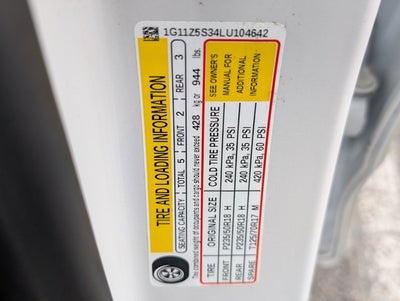 1G11Z5S34LU104642
TIRE AND LOADING INFORMATION
SEATING CAPACITY TOTAL 5 FRONT 2 REAR 3
The combined weight of occupants and cargo should never exceed 428 kg or 944 lbs.
TIRE ORIGINAL SIZE COLD TIRE PRESSURE
FRONT P235/50R18 H 240 kPa, 35 PSI
REAR P235/50R18 H 240 kPa, 35 PSI
SPARE T125/70R17 M 420 kPa, 60 PSI
SEE OWNER'S
MANUAL FOR
ADDITIONAL
INFORMATION